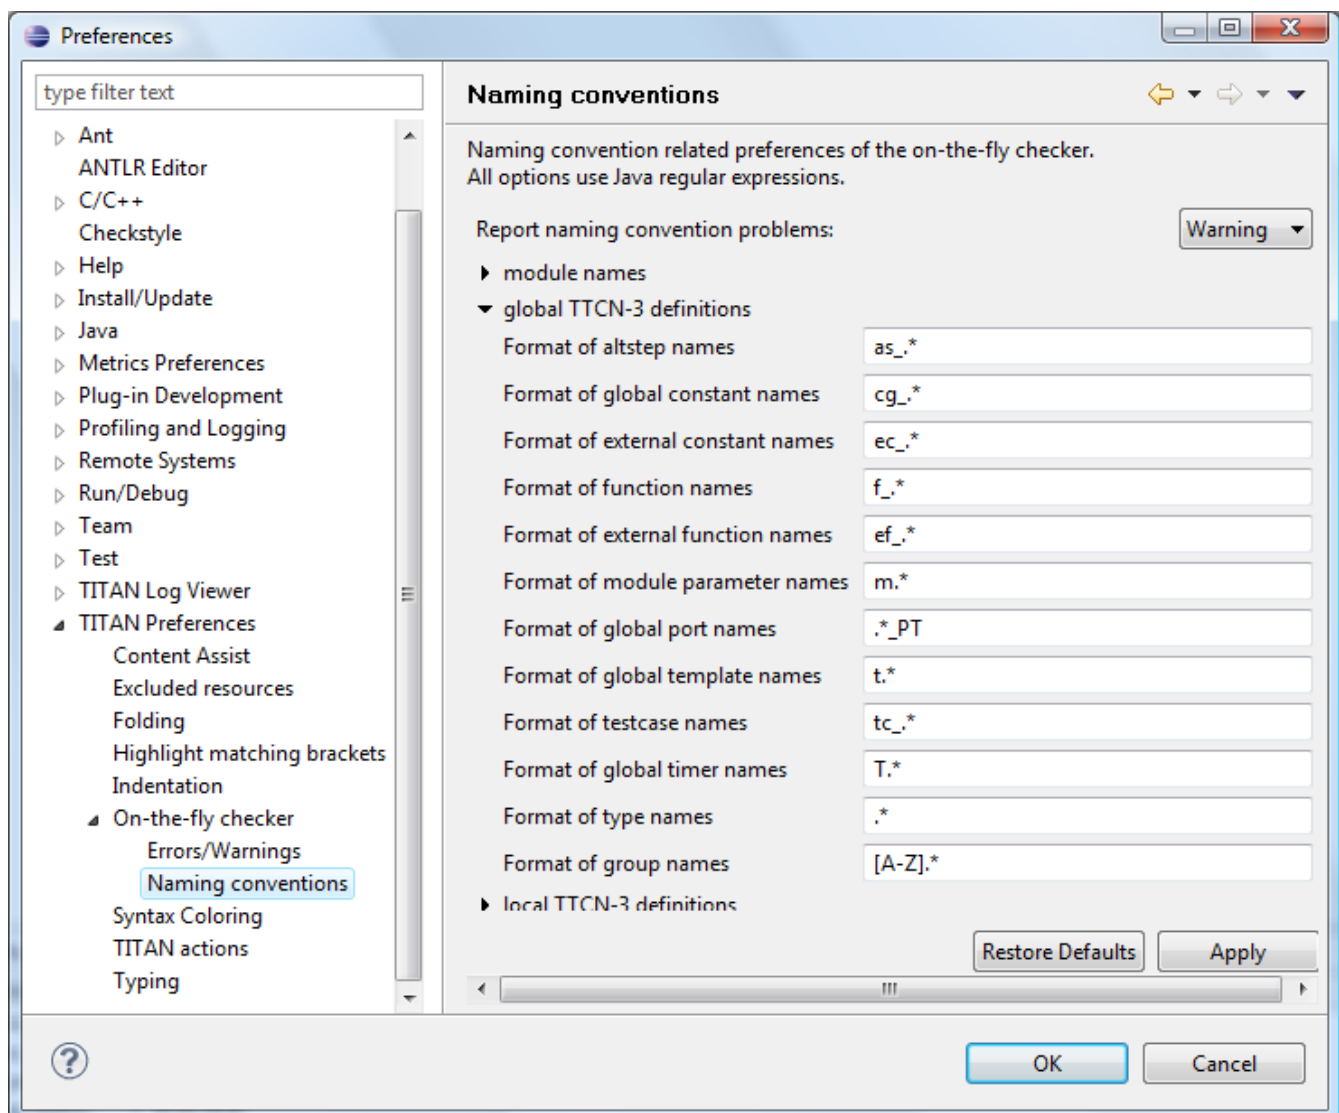 Preferences
type filter text
Ant
ANTLR Editor
C/C++
Checkstyle
Help
Install/Update
Java
Metrics Preferences
Plug-in Development
Profiling and Logging
Remote Systems
Run/Debug
Team
Test
TITAN Log Viewer
TITAN Preferences
Content Assist
Excluded resources
Folding
Highlight matching brackets
Indentation
On-the-fly checker
Errors/Warnings
Naming conventions
Syntax Coloring
TITAN actions
Typing
Naming conventions
Naming convention related preferences of the on-the-fly checker.
All options use Java regular expressions.
Report naming convention problems: Warning
module names
global TTCN-3 definitions
Format of altstep names as_.*
Format of global constant names cg_.*
Format of external constant names ec_.*
Format of function names f_.*
Format of external function names ef_.*
Format of module parameter names m.*
Format of global port names .*_PT
Format of global template names t.*
Format of testcase names tc_.*
Format of global timer names T.*
Format of type names .*
Format of group names [A-Z].*
local TTCN-3 definitions
Restore Defaults Apply
OK Cancel